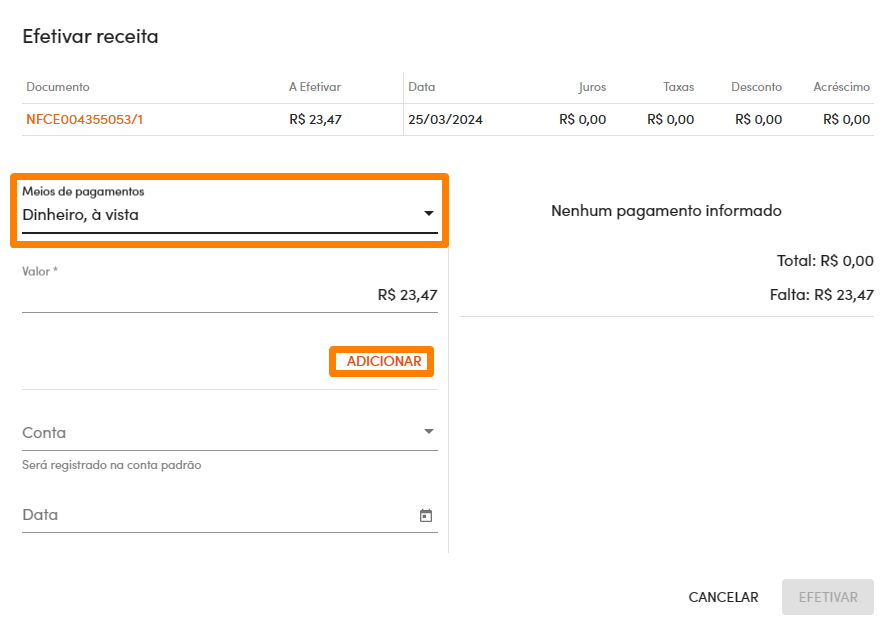 Efetivar receita
Documento A Efetivar Data Juros Taxas Desconto Acréscimo
NFCE004355053/1 R$ 23,47 25/03/2024 R$ 0,00 R$ 0,00 R$ 0,00 R$ 0,00
Meios de pagamentos
Dinheiro, à vista
Valor *
R$ 23,47
ADICIONAR
Conta
Será registrado na conta padrão
Data
Nenhum pagamento informado
Total: R$ 0,00
Falta: R$ 23,47
CANCELAR EFETIVAR